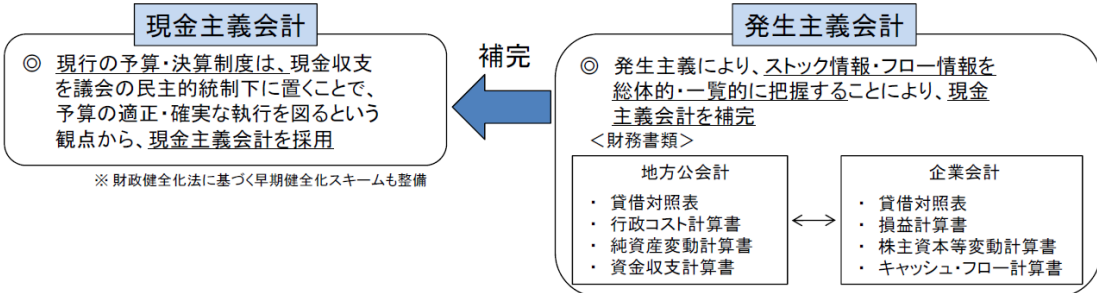 現金主義会計
◎ 現行の予算・決算制度は、現金収支
を議会の民主的統制下に置くことで、
予算の適正・確実な執行を図るという
観点から、現金主義会計を採用
※ 財政健全化法に基づく早期健全化スキームも整備
補完
発生主義会計
◎ 発生主義により、ストック情報・フロー情報を
総体的・一覧的に把握することにより、現金
主義会計を補完
<財務書類>
地方公会計
・ 貸借対照表
・ 行政コスト計算書
・ 純資産変動計算書
・ 資金収支計算書
企業会計
・ 貸借対照表
・ 損益計算書
・ 株主資本等変動計算書
・ キャッシュ・フロー計算書